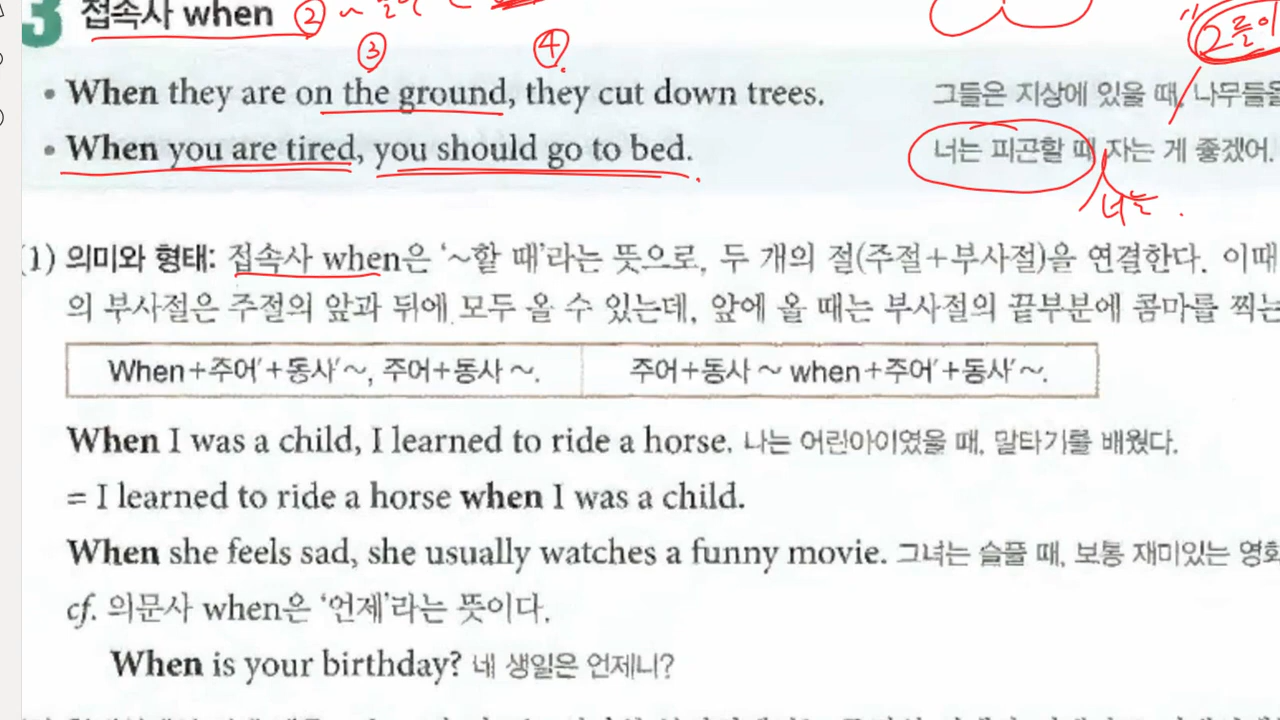 3 접속사 when ②
③ ④
• When they are on the ground, they cut down trees. 그들은 지상에 있을 때, 나무들을
• When you are tired, you should go to bed. 너는 피곤할 때 자는 게 좋겠어.
너는
(1) 의미와 형태: 접속사 when은 ‘~할 때’라는 뜻으로, 두 개의 절(주절+부사절)을 연결한다. 이때
의 부사절은 주절의 앞과 뒤에 모두 올 수 있는데, 앞에 올 때는 부사절의 끝부분에 콤마를 찍는
When+주어′+동사′~, 주어+동사 ~. 주어+동사 ~ when+주어′+동사′~.
When I was a child, I learned to ride a horse. 나는 어린아이였을 때, 말타기를 배웠다.
= I learned to ride a horse when I was a child.
When she feels sad, she usually watches a funny movie. 그녀는 슬플 때, 보통 재미있는 영화
cf. 의문사 when은 ‘언제’라는 뜻이다.
When is your birthday? 네 생일은 언제니?